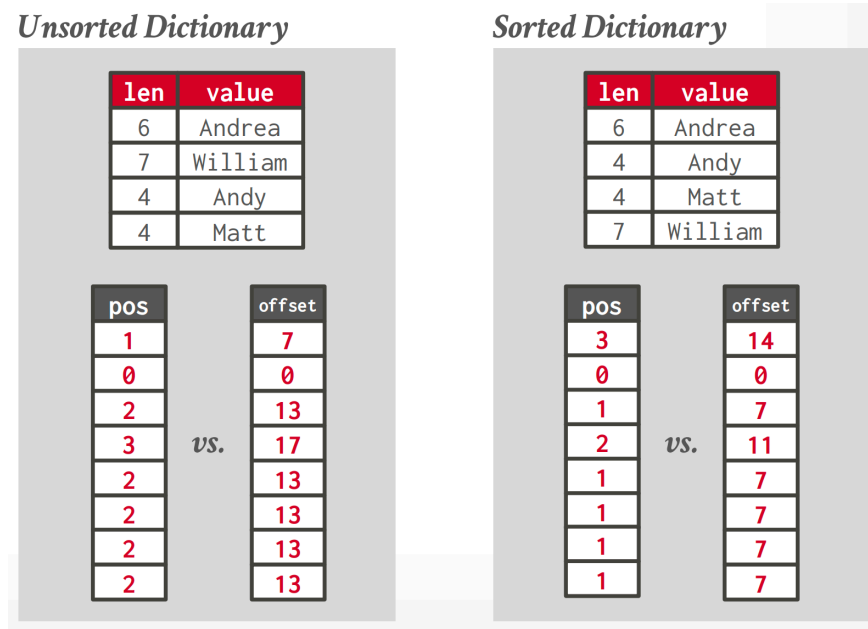 Unsorted Dictionary
len value
6 Andrea
7 William
4 Andy
4 Matt
pos offset
1 7
0 0
2 13
3 vs. 17
2 13
2 13
2 13
2 13
Sorted Dictionary
len value
6 Andrea
4 Andy
4 Matt
7 William
pos offset
3 14
0 0
1 7
2 vs. 11
1 7
1 7
1 7
1 7